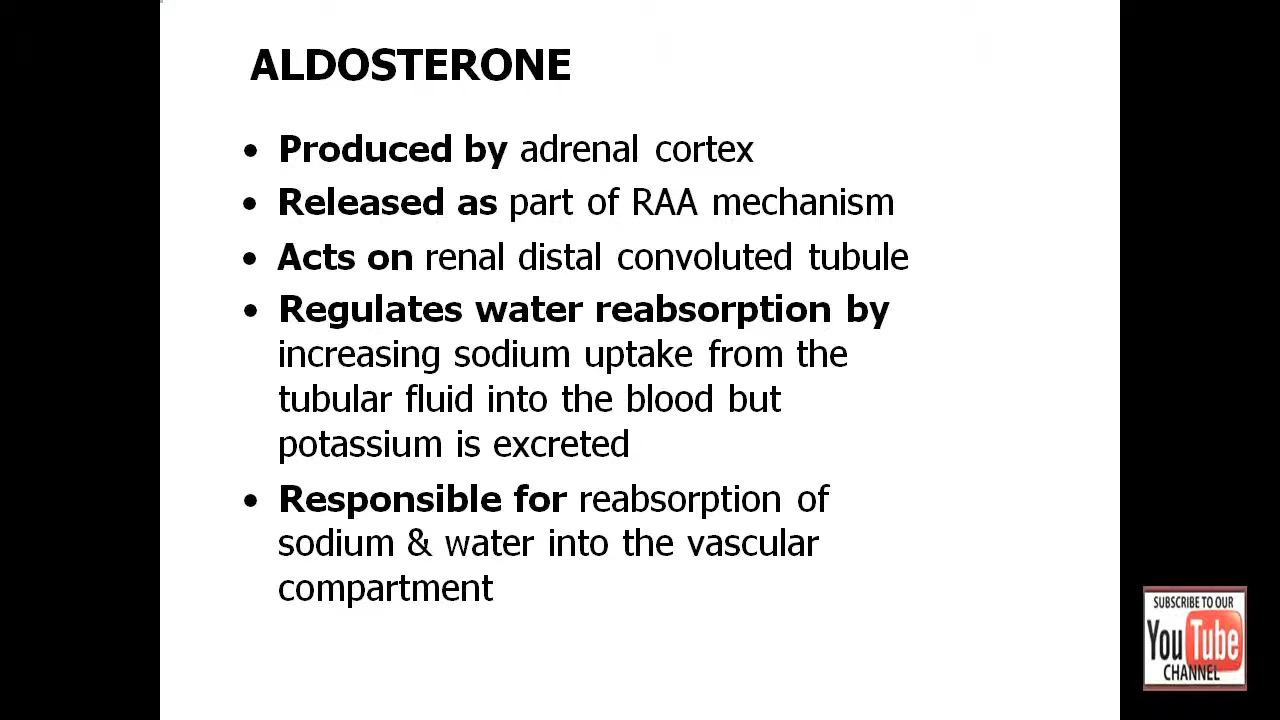 ALDOSTERONE
• Produced by adrenal cortex
• Released as part of RAA mechanism
• Acts on renal distal convoluted tubule
• Regulates water reabsorption by
increasing sodium uptake from the
tubular fluid into the blood but
potassium is excreted
• Responsible for reabsorption of
sodium & water into the vascular
compartment
SUBSCRIBE TO OUR
YouTube
CHANNEL